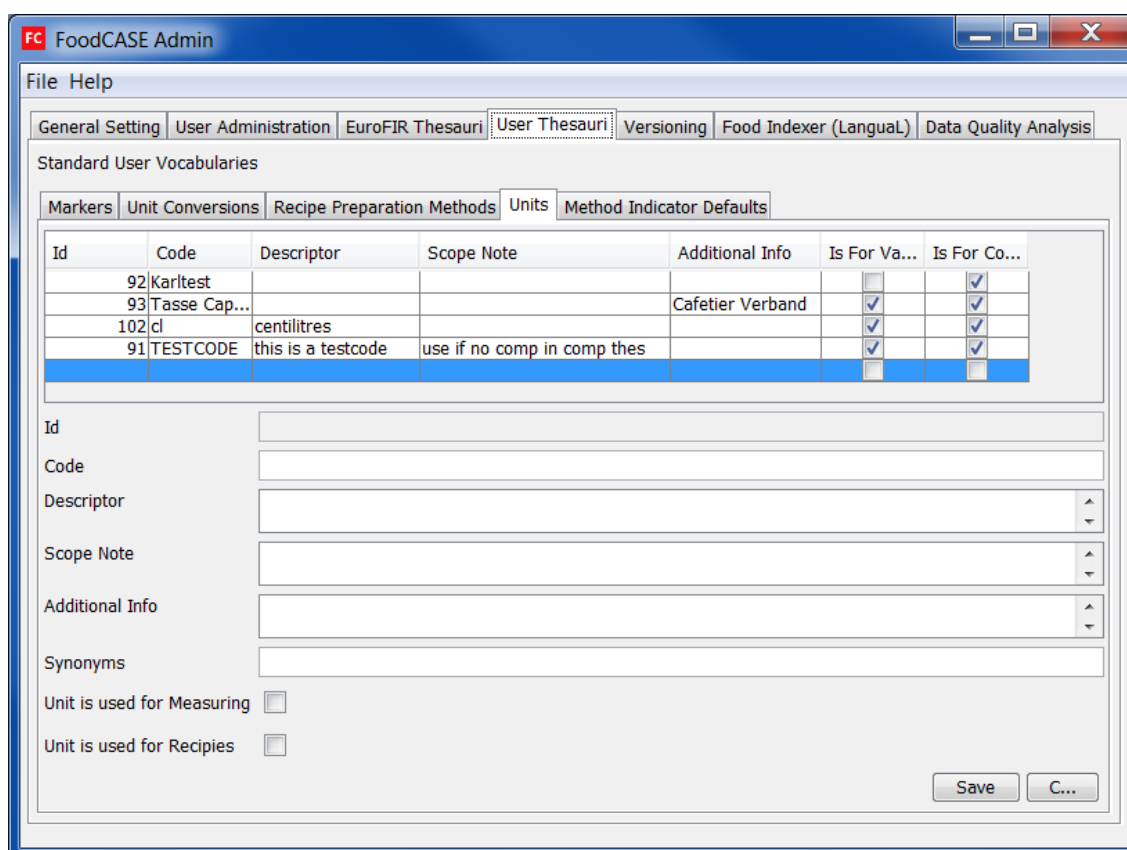 FC FoodCASE Admin
File Help
General Setting User Administration EuroFIR Thesauri User Thesauri Versioning Food Indexer (LanguaL) Data Quality Analysis
Standard User Vocabularies
Markers Unit Conversions Recipe Preparation Methods Units Method Indicator Defaults
Id Code Descriptor Scope Note Additional Info Is For Va... Is For Co...
92 Karltest
93 Tasse Cap... Cafetier Verband
102 cl centilitres
91 TESTCODE this is a testcode use if no comp in comp thes
Id
Code
Descriptor
Scope Note
Additional Info
Synonyms
Unit is used for Measuring
Unit is used for Recipies
Save C...